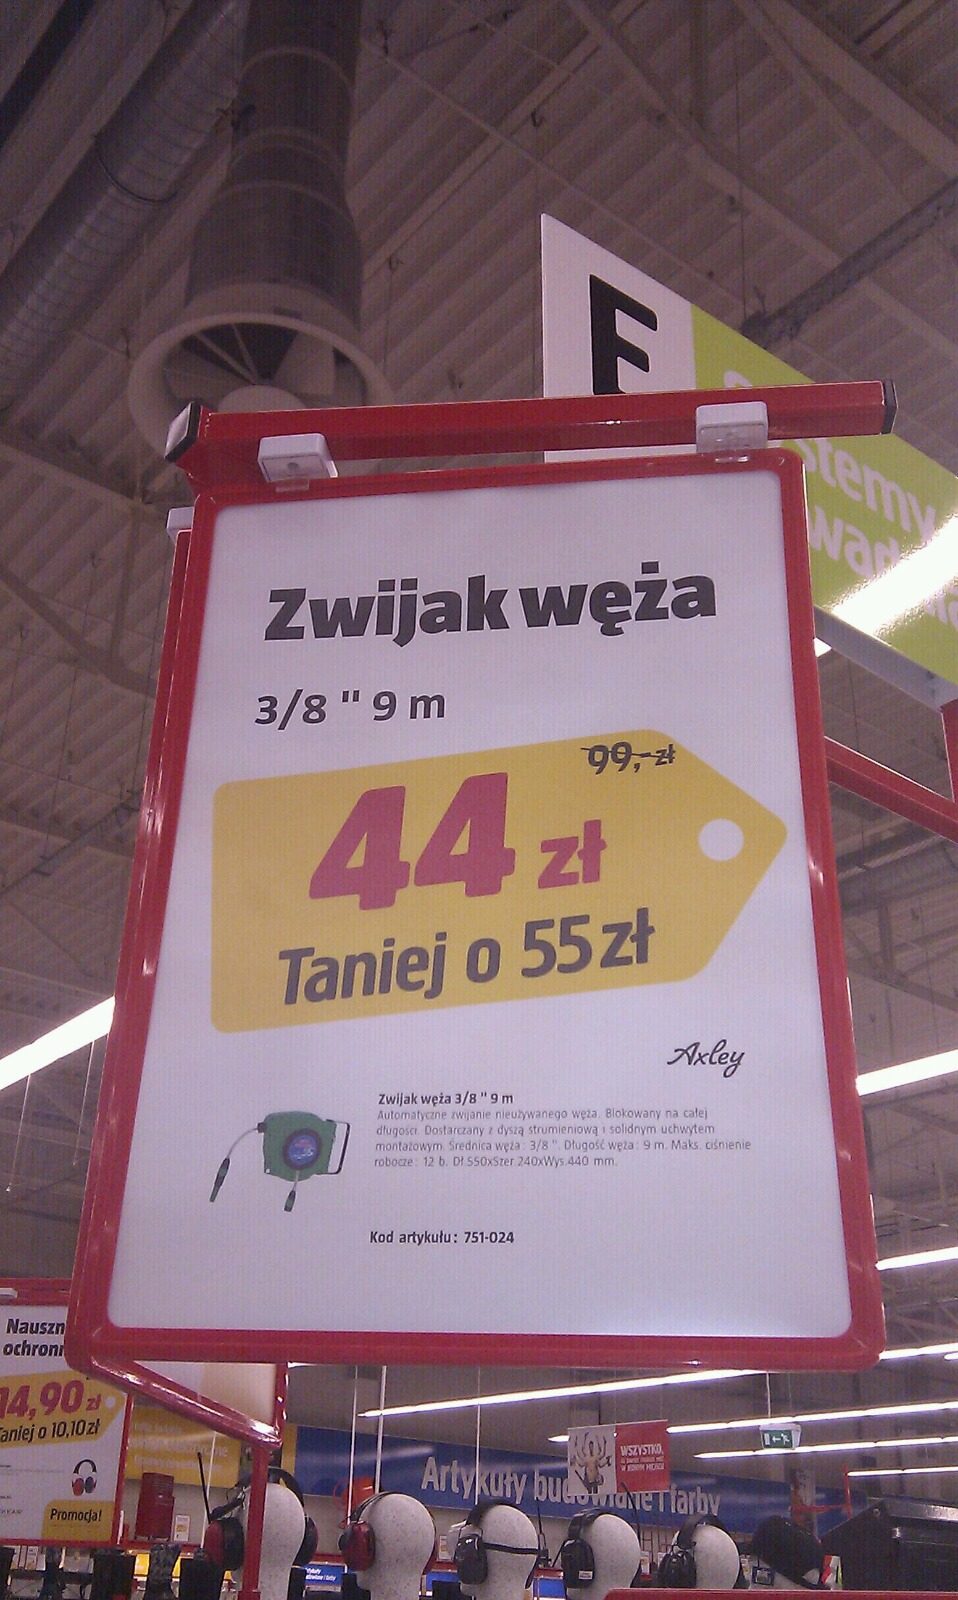 E
stemy
wad
Zwijak węża
3/8 " 9 m
99,- zł
44 zł
Taniej o 55 zł
Axley
Zwijak węża 3/8 " 9 m
Automatyczne zwijanie nieużywanego węża. Blokowany na całej
długości. Dostarczany z dyszą strumieniową i solidnym uchwytem
montażowym. Średnica węża: 3/8 ". Długość węża: 9 m. Maks. ciśnienie
robocze: 12 b. Dł.550xSzer.240xWys.440 mm.
Kod artykułu: 751-024
Nauszn
ochronn
14,90 zł
Taniej o 10,10 zł
Promocja!
Artykuły budowlane i farby
WSZYSTKO,